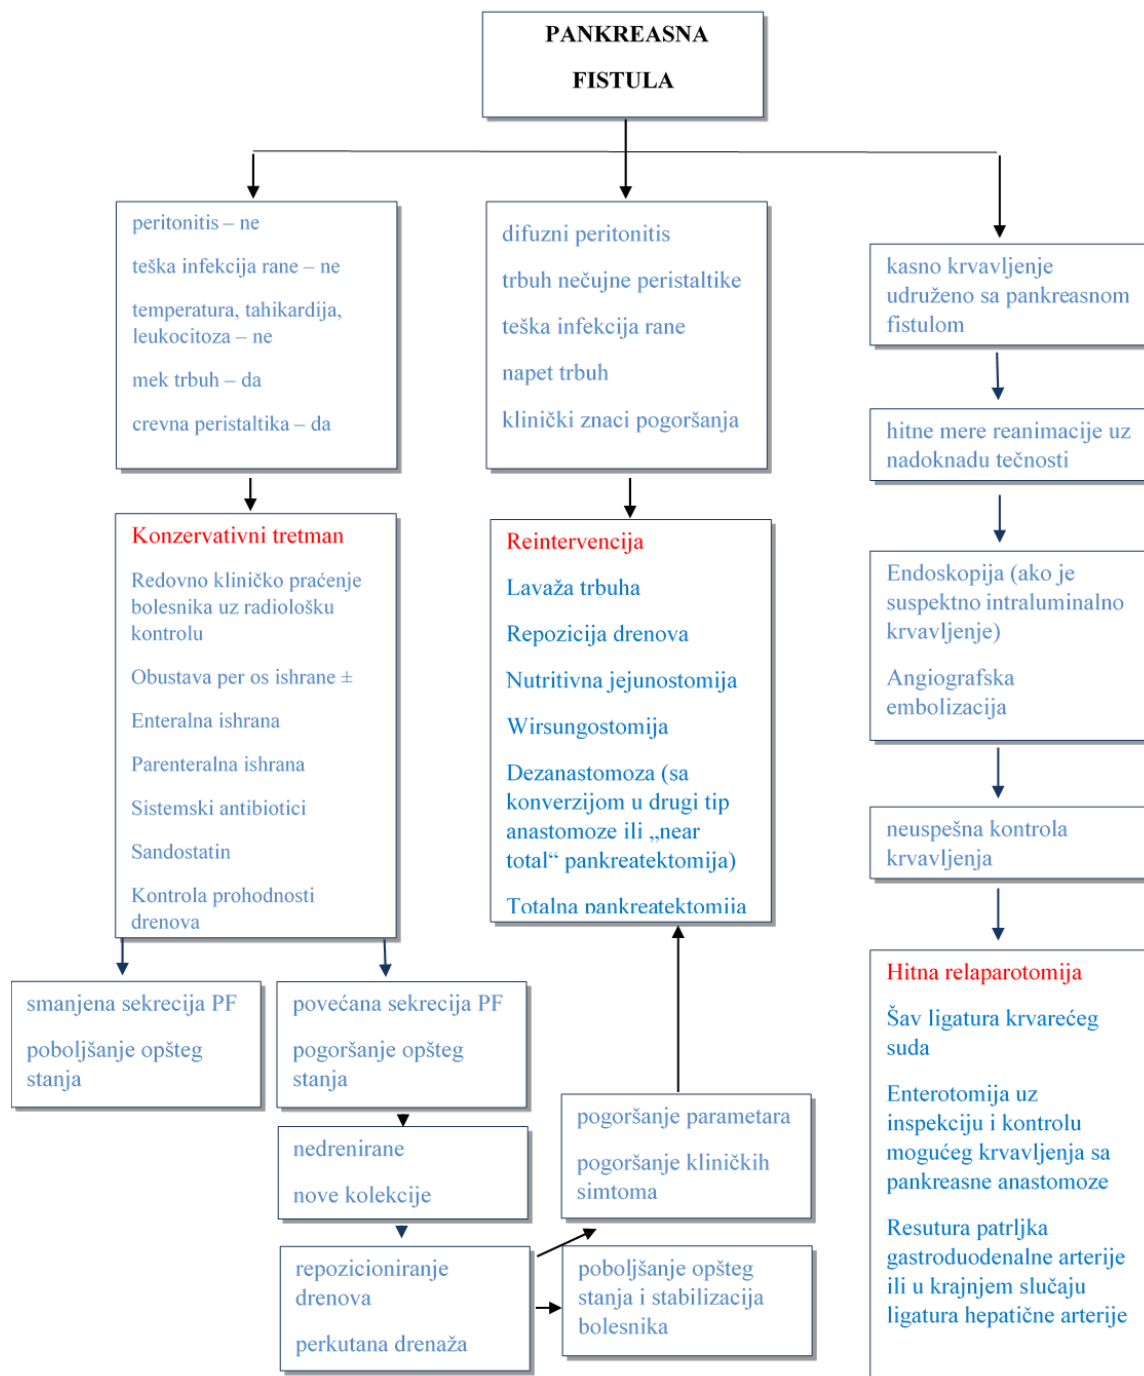 PANKREASNA
FISTULA
peritonitis – ne
teška infekcija rane – ne
temperatura, tahikardija,
leukocitoza – ne
mek trbuh – da
crevna peristaltika – da
difuzni peritonitis
trbuh nečujne peristaltike
teška infekcija rane
napet trbuh
klinički znaci pogoršanja
kasno krvavljenje
udruženo sa pankreasnom
fistulom
hitne mere reanimacije uz
nadoknadu tečnosti
Konzervativni tretman
Redovno kliničko praćenje
bolesnika uz radiološku
kontrolu
Obustava per os ishrane ±
Enteralna ishrana
Parenteralna ishrana
Sistemski antibiotici
Sandostatin
Kontrola prohodnosti
drenova
Reintervencija
Lavaža trbuha
Repozicija drenova
Nutritivna jejunostomija
Wirsungostomija
Dezanastomoza (sa
konverzijom u drugi tip
anastomoze ili „near
total“ pankreatektomija)
Totalna pankreatektomija
Endoskopija (ako je
suspektno intraluminalno
krvavljenje)
Angiografska
embolizacija
neuspešna kontrola
krvavljenja
smanjena sekrecija PF
poboljšanje opšteg
stanja
povećana sekrecija PF
pogoršanje opšteg
stanja
nedrenirane
nove kolekcije
repozicioniranje
drenova
perkutana drenaža
pogoršanje parametara
pogoršanje kliničkih
simtoma
poboljšanje opšteg
stanja i stabilizacija
bolesnika
Hitna relaparotomija
Šav ligatura krvarećeg
suda
Enterotomija uz
inspekciju i kontrolu
mogućeg krvavljenja sa
pankreasne anastomoze
Resutura patrljka
gastroduodenalne arterije
ili u krajnjem slučaju
ligatura hepatične arterije